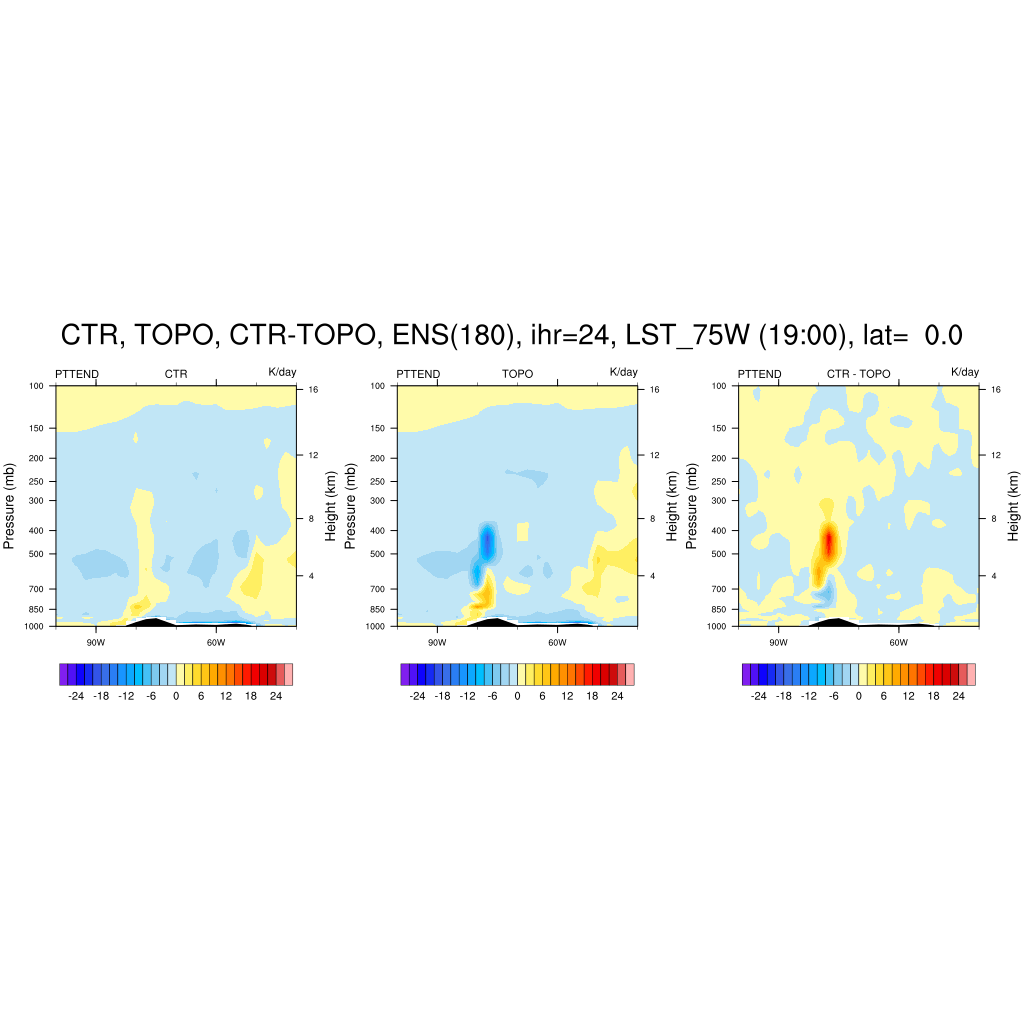 CTR, TOPO, CTR-TOPO, ENS(180), ihr=24, LST_75W (19:00), lat= 0.0
PTTEND CTR K/day
PTTEND TOPO K/day
PTTEND CTR - TOPO K/day
Pressure (mb)
100
150
200
250
300
400
500
700
850
1000
16
12
8
4
Height (km)
90W 60W
Pressure (mb)
100
150
200
250
300
400
500
700
850
1000
16
12
8
4
Height (km)
90W 60W
Pressure (mb)
100
150
200
250
300
400
500
700
850
1000
16
12
8
4
Height (km)
90W 60W
-24 -18 -12 -6 0 6 12 18 24
-24 -18 -12 -6 0 6 12 18 24
-24 -18 -12 -6 0 6 12 18 24